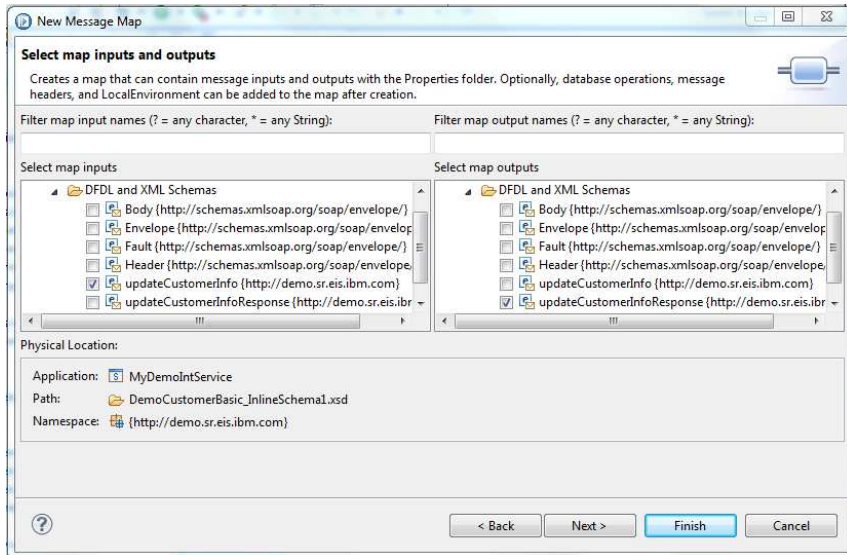 New Message Map
Select map inputs and outputs
Creates a map that can contain message inputs and outputs with the Properties folder. Optionally, database operations, message
headers, and LocalEnvironment can be added to the map after creation.
Filter map input names (? = any character, * = any String):
Filter map output names (? = any character, * = any String):
Select map inputs
Select map outputs
DFDL and XML Schemas
Body {http://schemas.xmlsoap.org/soap/envelope/}
Envelope {http://schemas.xmlsoap.org/soap/envelop
Fault {http://schemas.xmlsoap.org/soap/envelope/}
Header {http://schemas.xmlsoap.org/soap/envelope,
updateCustomerInfo {http://demo.sr.eis.ibm.com}
updateCustomerInfoResponse {http://demo.sr.eis.ibr
DFDL and XML Schemas
Body {http://schemas.xmlsoap.org/soap/envelope/}
Envelope {http://schemas.xmlsoap.org/soap/envelop
Fault {http://schemas.xmlsoap.org/soap/envelope/}
Header {http://schemas.xmlsoap.org/soap/envelope,
updateCustomerInfo {http://demo.sr.eis.ibm.com}
updateCustomerInfoResponse {http://demo.sr.eis.ibr
Physical Location:
Application: MyDemoIntService
Path: DemoCustomerBasic_InlineSchema1.xsd
Namespace: {http://demo.sr.eis.ibm.com}
? < Back Next > Finish Cancel